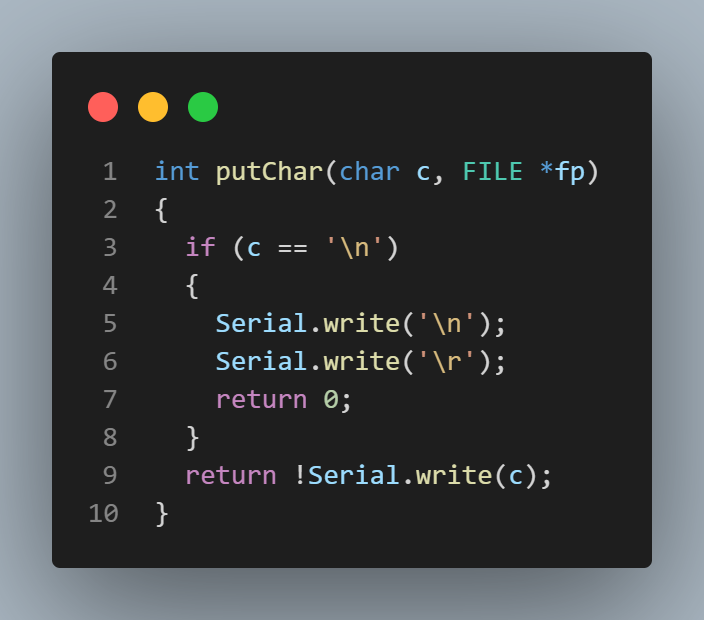 1 int putChar(char c, FILE *fp)
2 {
3   if (c == '\n')
4   {
5     Serial.write('\n');
6     Serial.write('\r');
7     return 0;
8   }
9   return !Serial.write(c);
10 }